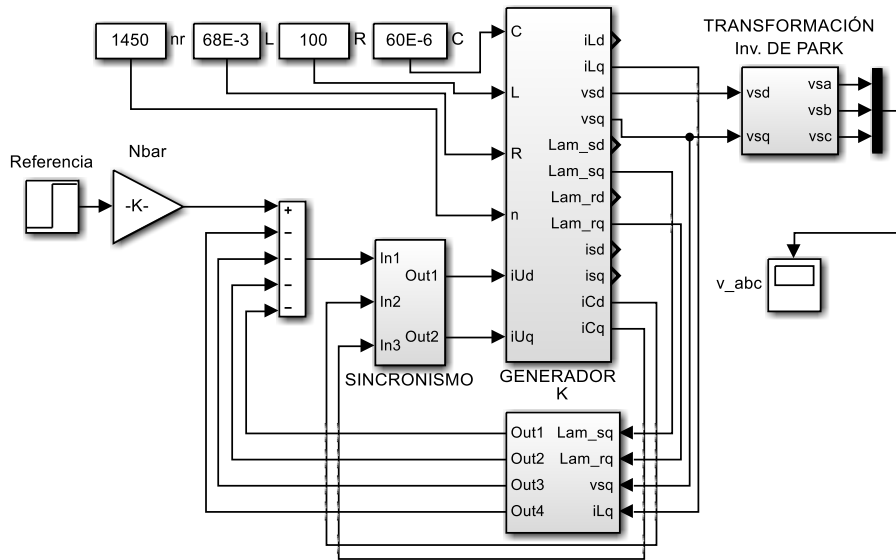 1450 nr 68E-3 L 100 R 60E-6 C
TRANSFORMACIÓN
Inv. DE PARK
C
L
R
n
iUd
iUq
iLd
iLq
vsd
vsq
Lam_sd
Lam_sq
Lam_rd
Lam_rq
isd
isq
iCd
iCq
GENERADOR
vsd
vsq
vsa
vsb
vsc
v_abc
Referencia
Nbar
-K-
+
−
−
−
−
In1
In2
In3
Out1
Out2
SINCRONISMO
K
Out1
Out2
Out3
Out4
Lam_sq
Lam_rq
vsq
iLq